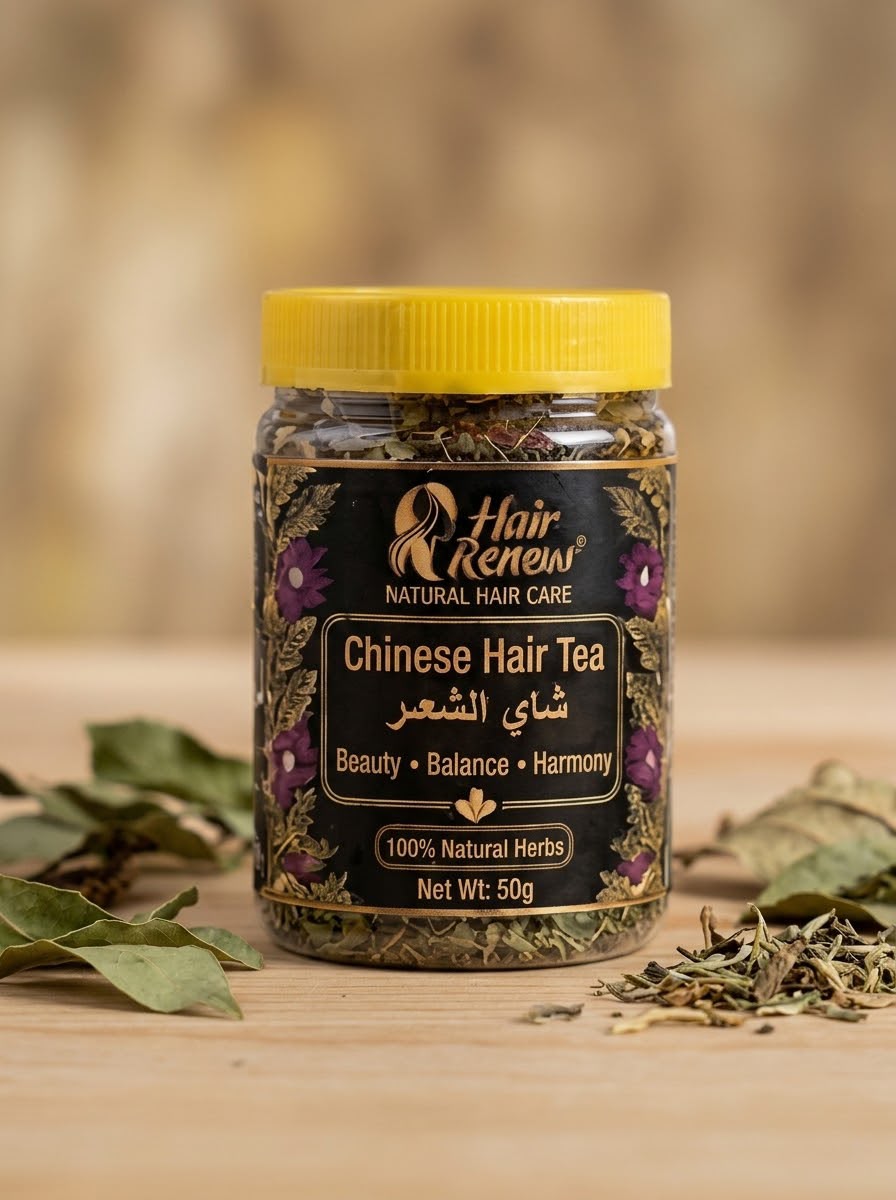 Hair
Renew©
NATURAL HAIR CARE
Chinese Hair Tea
شاي الشعر
Beauty • Balance • Harmony
100% Natural Herbs
Net Wt: 50g